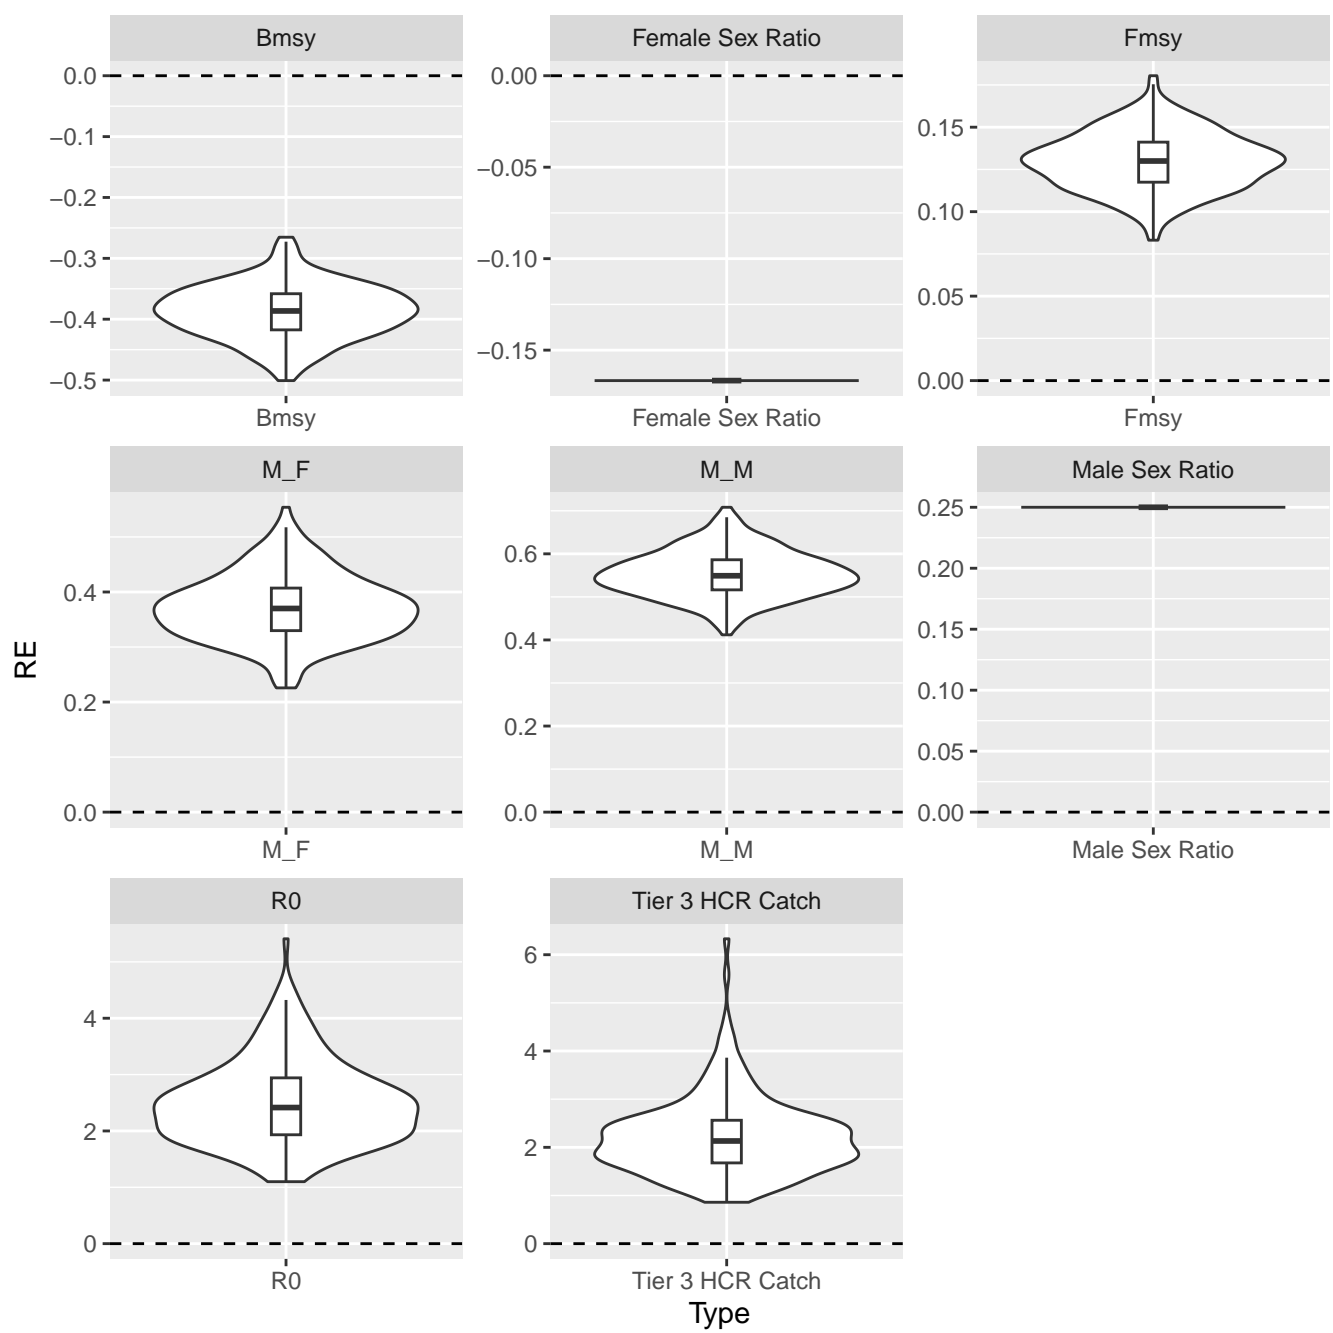 Bmsy Female Sex Ratio Fmsy
0.0 0.00
−0.1 0.15
−0.05
−0.2 0.10
−0.3 −0.10
0.05
−0.4
−0.15
−0.5 0.00
Bmsy Female Sex Ratio Fmsy
M_F M_M Male Sex Ratio
0.25
0.6
0.20
0.4
0.4 0.15
RE
0.10
0.2 0.2
0.05
0.0 0.0 0.00
M_F M_M Male Sex Ratio
R0 Tier 3 HCR Catch
6
4 4
2 2
0 0
R0 Tier 3 HCR Catch
Type